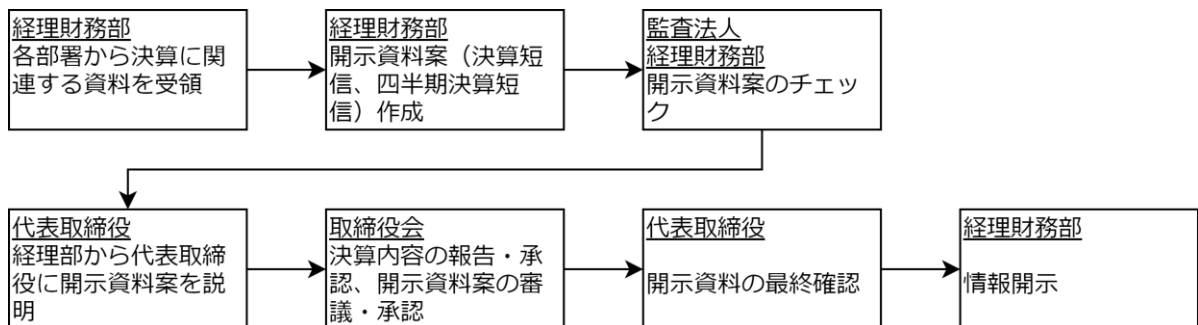 経理財務部
各部署から決算に関
連する資料を受領
経理財務部
開示資料案（決算短
信、四半期決算短
信）作成
監査法人
経理財務部
開示資料案のチェッ
ク
代表取締役
経理部から代表取締
役に開示資料案を説
明
取締役会
決算内容の報告・承
認、開示資料案の審
議・承認
代表取締役
開示資料の最終確認
経理財務部
情報開示